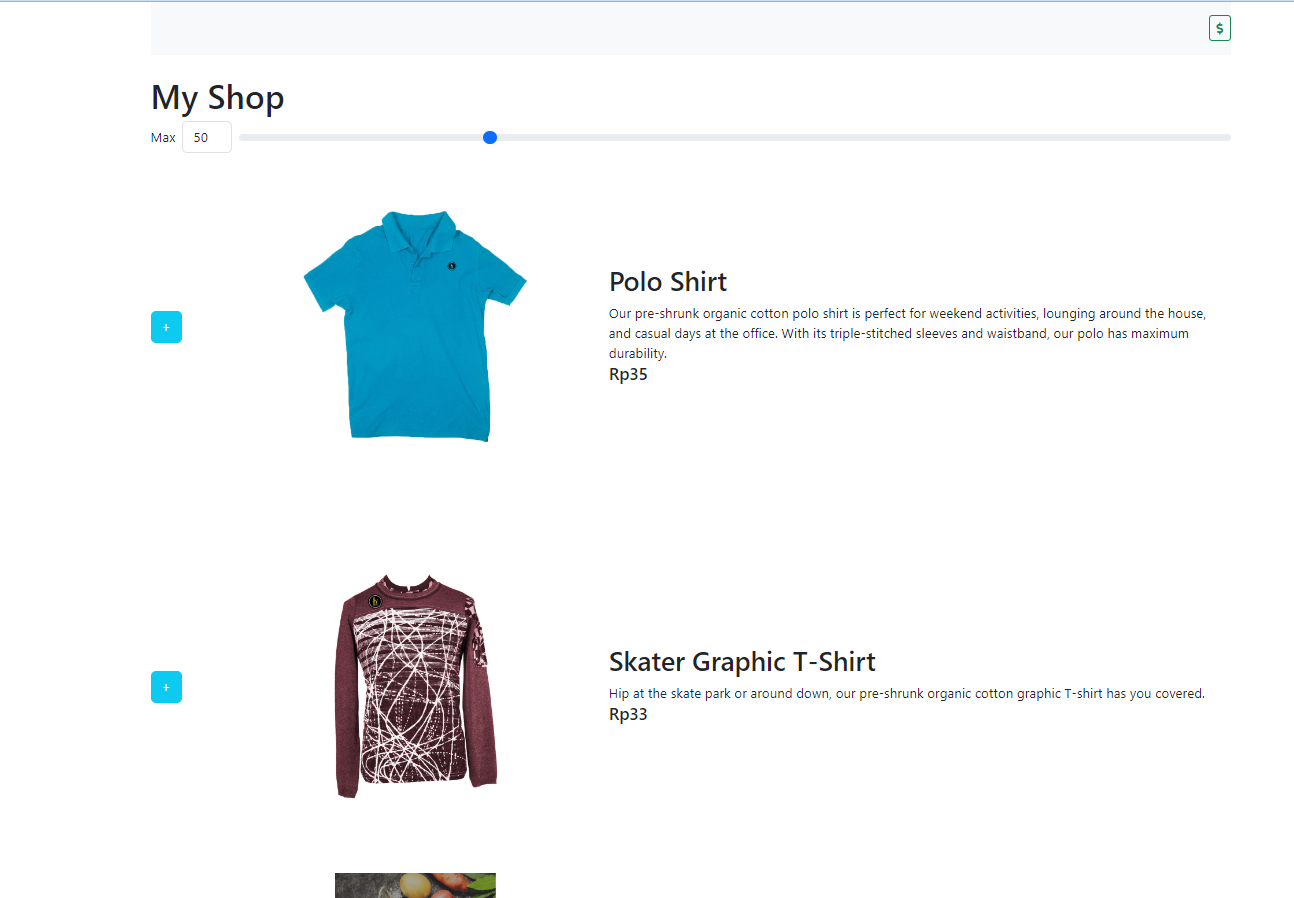 $
My Shop
Max 50
+
Polo Shirt
Our pre-shrunk organic cotton polo shirt is perfect for weekend activities, lounging around the house,
and casual days at the office. With its triple-stitched sleeves and waistband, our polo has maximum
durability.
Rp35
+
Skater Graphic T-Shirt
Hip at the skate park or around down, our pre-shrunk organic cotton graphic T-shirt has you covered.
Rp33